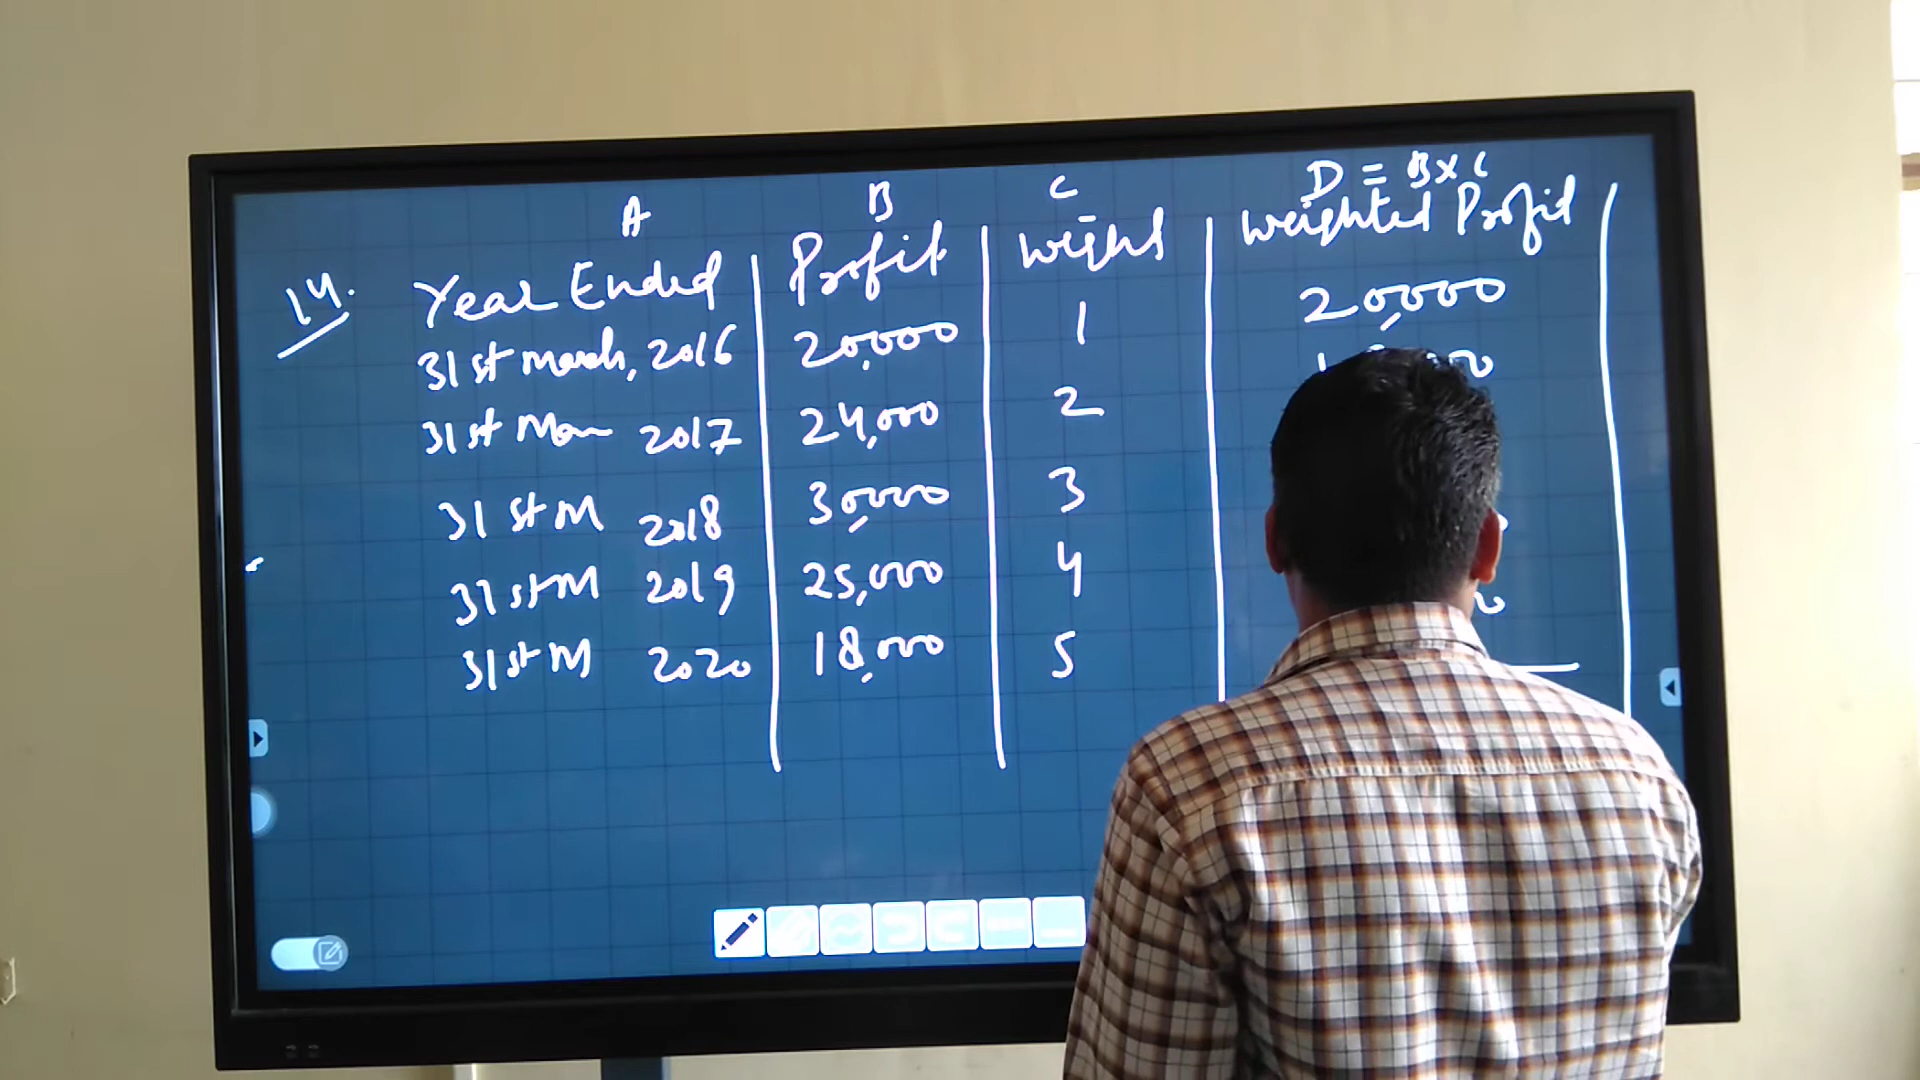 A B C D = B x C
14. Year Ended Profit Weight Weighted Profit
31st March, 2016 20,000 1 20,000
31st Mar 2017 24,000 2
31st M 2018 30,000 3
31st M 2019 25,000 4
31st M 2020 18,000 5